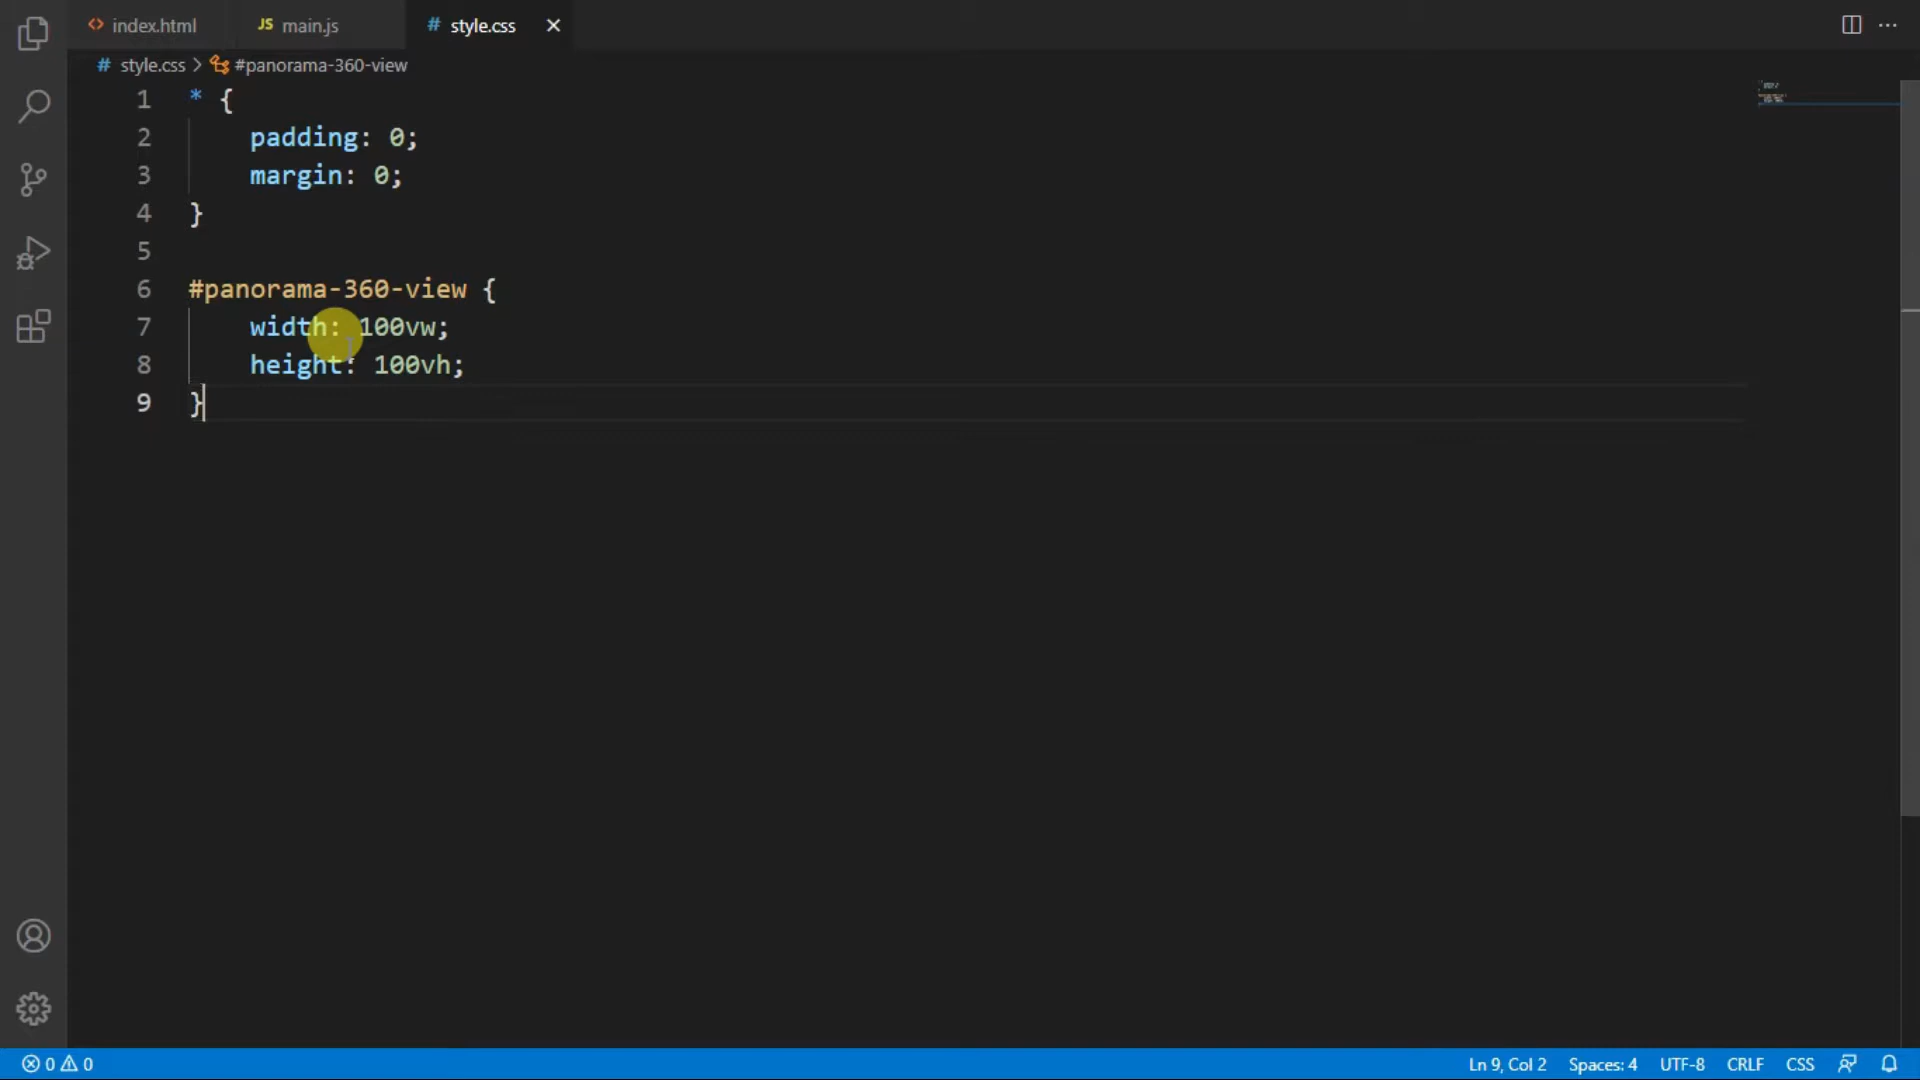 index.html
JS main.js
# style.css
# style.css > #panorama-360-view
1 * {
2 padding: 0;
3 margin: 0;
4 }
5
6 #panorama-360-view {
7 width: 100vw;
8 height: 100vh;
9 }
0 0
Ln 9, Col 2 Spaces: 4 UTF-8 CRLF CSS